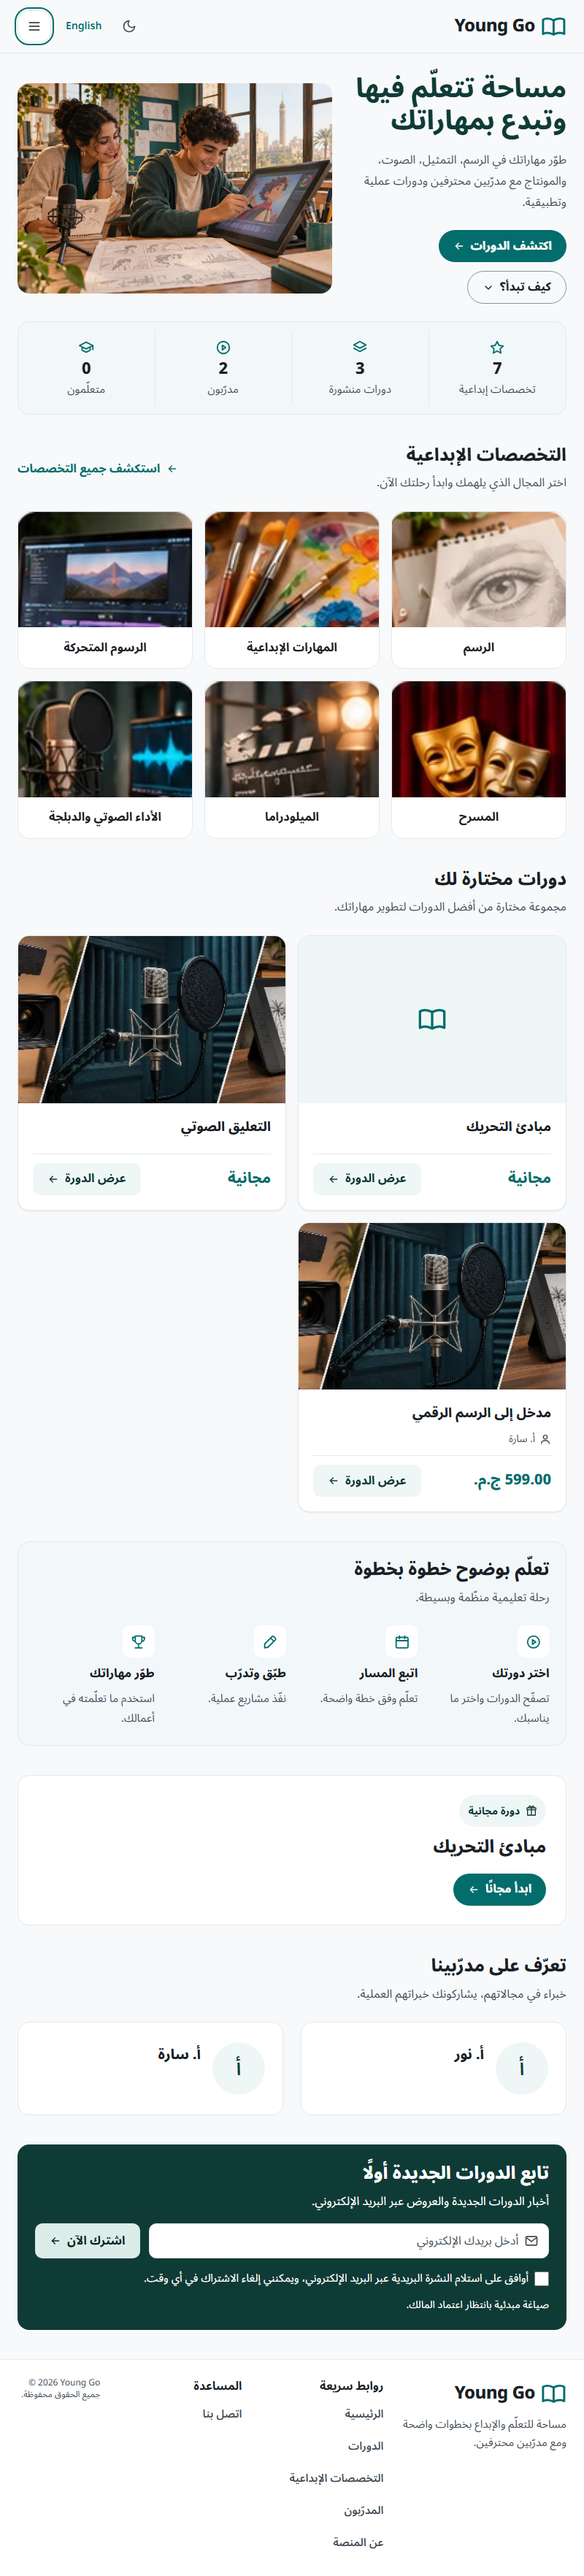 Young Go
English
مساحة تتعلّم فيها
وتبدع بمهاراتك
طوّر مهاراتك في الرسم، التمثيل، الصوت،
والمونتاج مع مدرّبين محترفين ودورات عملية
وتطبيقية.
اكتشف الدورات
كيف تبدأ؟
7
تخصصات إبداعية
3
دورات منشورة
2
مدرّبون
0
متعلّمون
التخصصات الإبداعية
اختر المجال الذي يلهمك وابدأ رحلتك الآن.
استكشف جميع التخصصات
الرسم
المهارات الإبداعية
الرسوم المتحركة
المسرح
الميلودراما
الأداء الصوتي والدبلجة
دورات مختارة لك
مجموعة مختارة من أفضل الدورات لتطوير مهاراتك.
مبادئ التحريك
مجانية
عرض الدورة
التعليق الصوتي
مجانية
عرض الدورة
مدخل إلى الرسم الرقمي
أ. سارة
599.00 ج.م.
عرض الدورة
تعلّم بوضوح خطوة بخطوة
رحلة تعليمية منظّمة وبسيطة.
اختر دورتك
تصفّح الدورات واختر ما
يناسبك.
اتبع المسار
تعلّم وفق خطة واضحة.
طبّق وتدرّب
نفّذ مشاريع عملية.
طوّر مهاراتك
استخدم ما تعلّمته في
أعمالك.
دورة مجانية
مبادئ التحريك
ابدأ مجانًا
تعرّف على مدرّبينا
خبراء في مجالاتهم، يشاركونك خبراتهم العملية.
أ
أ. نور
أ
أ. سارة
تابع الدورات الجديدة أولًا
أخبار الدورات الجديدة والعروض عبر البريد الإلكتروني.
أدخل بريدك الإلكتروني
اشترك الآن
أوافق على استلام النشرة البريدية عبر البريد الإلكتروني، ويمكنني إلغاء الاشتراك في أي وقت.
صياغة مبدئية بانتظار اعتماد المالك.
Young Go
مساحة للتعلّم والإبداع بخطوات واضحة
ومع مدرّبين محترفين.
روابط سريعة
الرئيسية
الدورات
التخصصات الإبداعية
المدرّبون
عن المنصة
المساعدة
اتصل بنا
© 2026 Young Go
جميع الحقوق محفوظة.